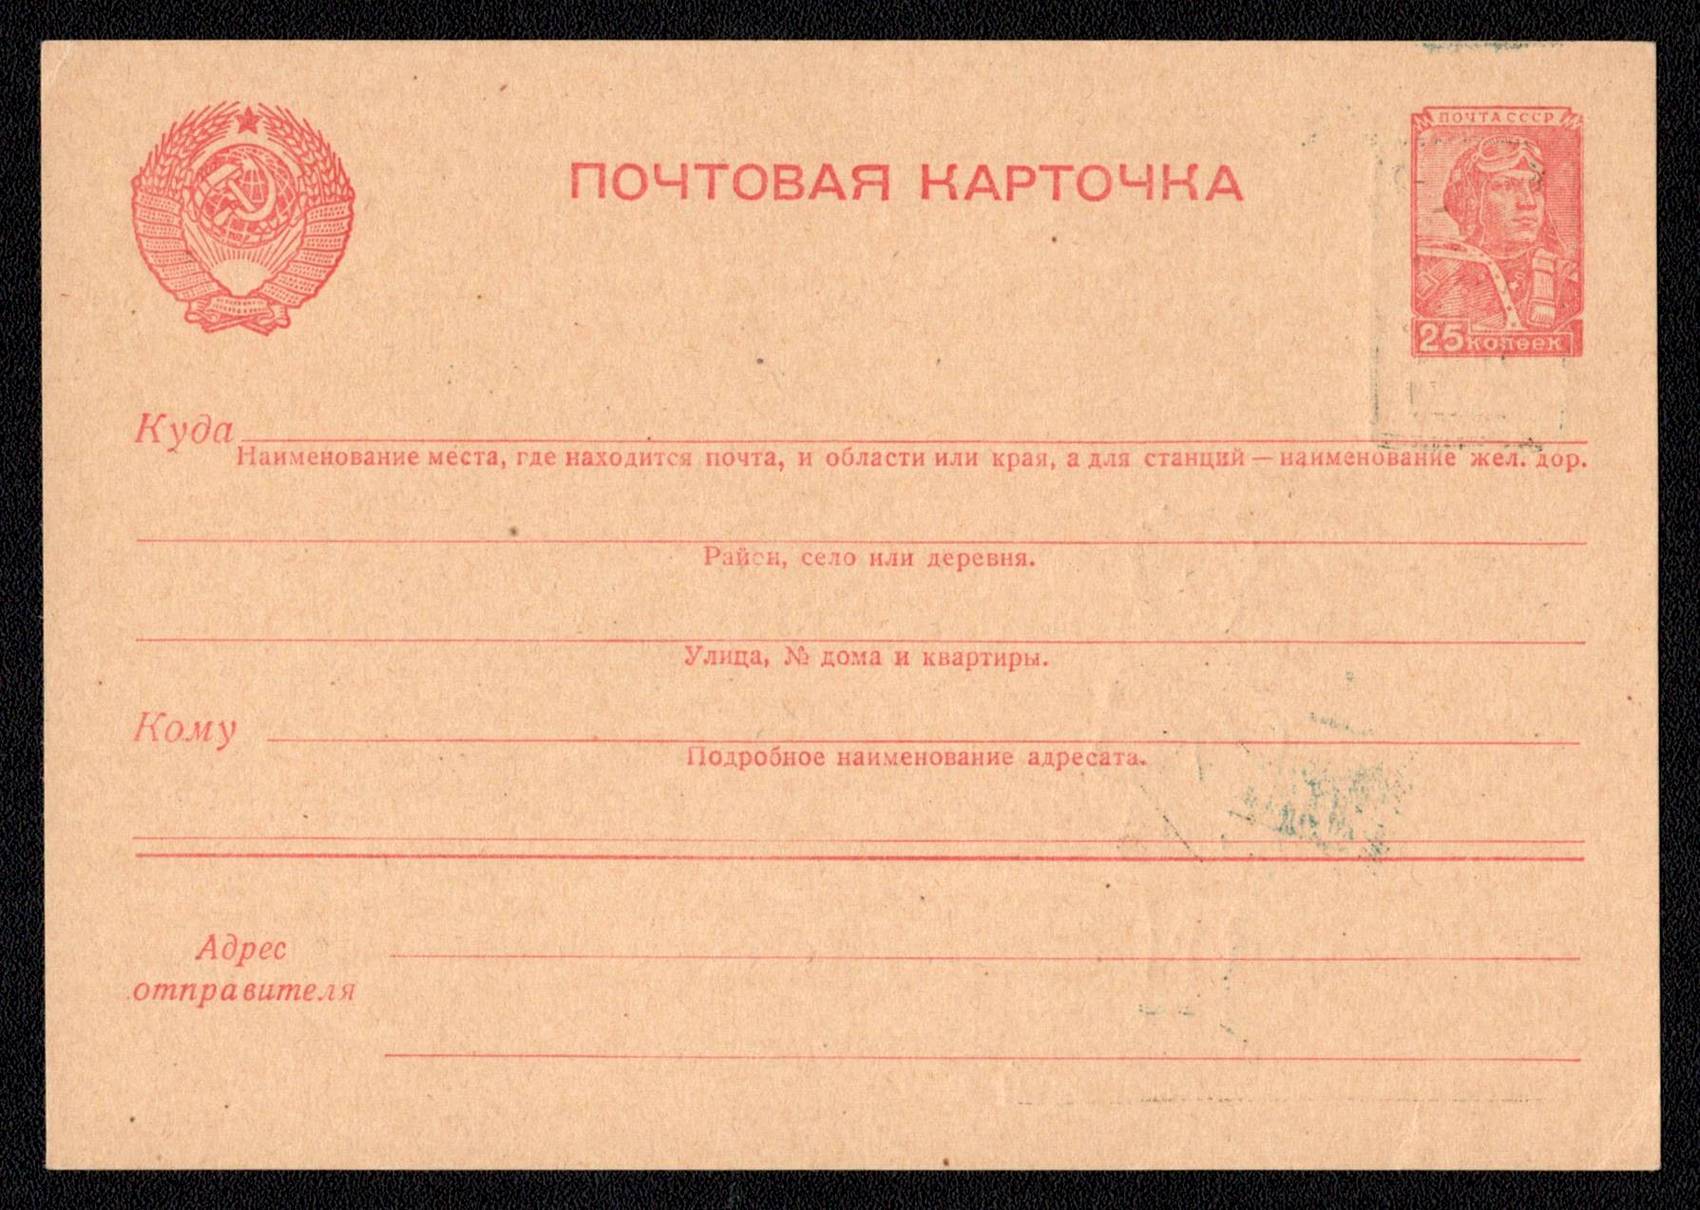 ПОЧТА СССР
ПОЧТОВАЯ КАРТОЧКА
25 копеек
Куда
Наименование места, где находится почта, и области или края, а для станций — наименование жел. дор.
Район, село или деревня.
Улица, № дома и квартиры.
Кому
Подробное наименование адресата.
Адрес
отправителя